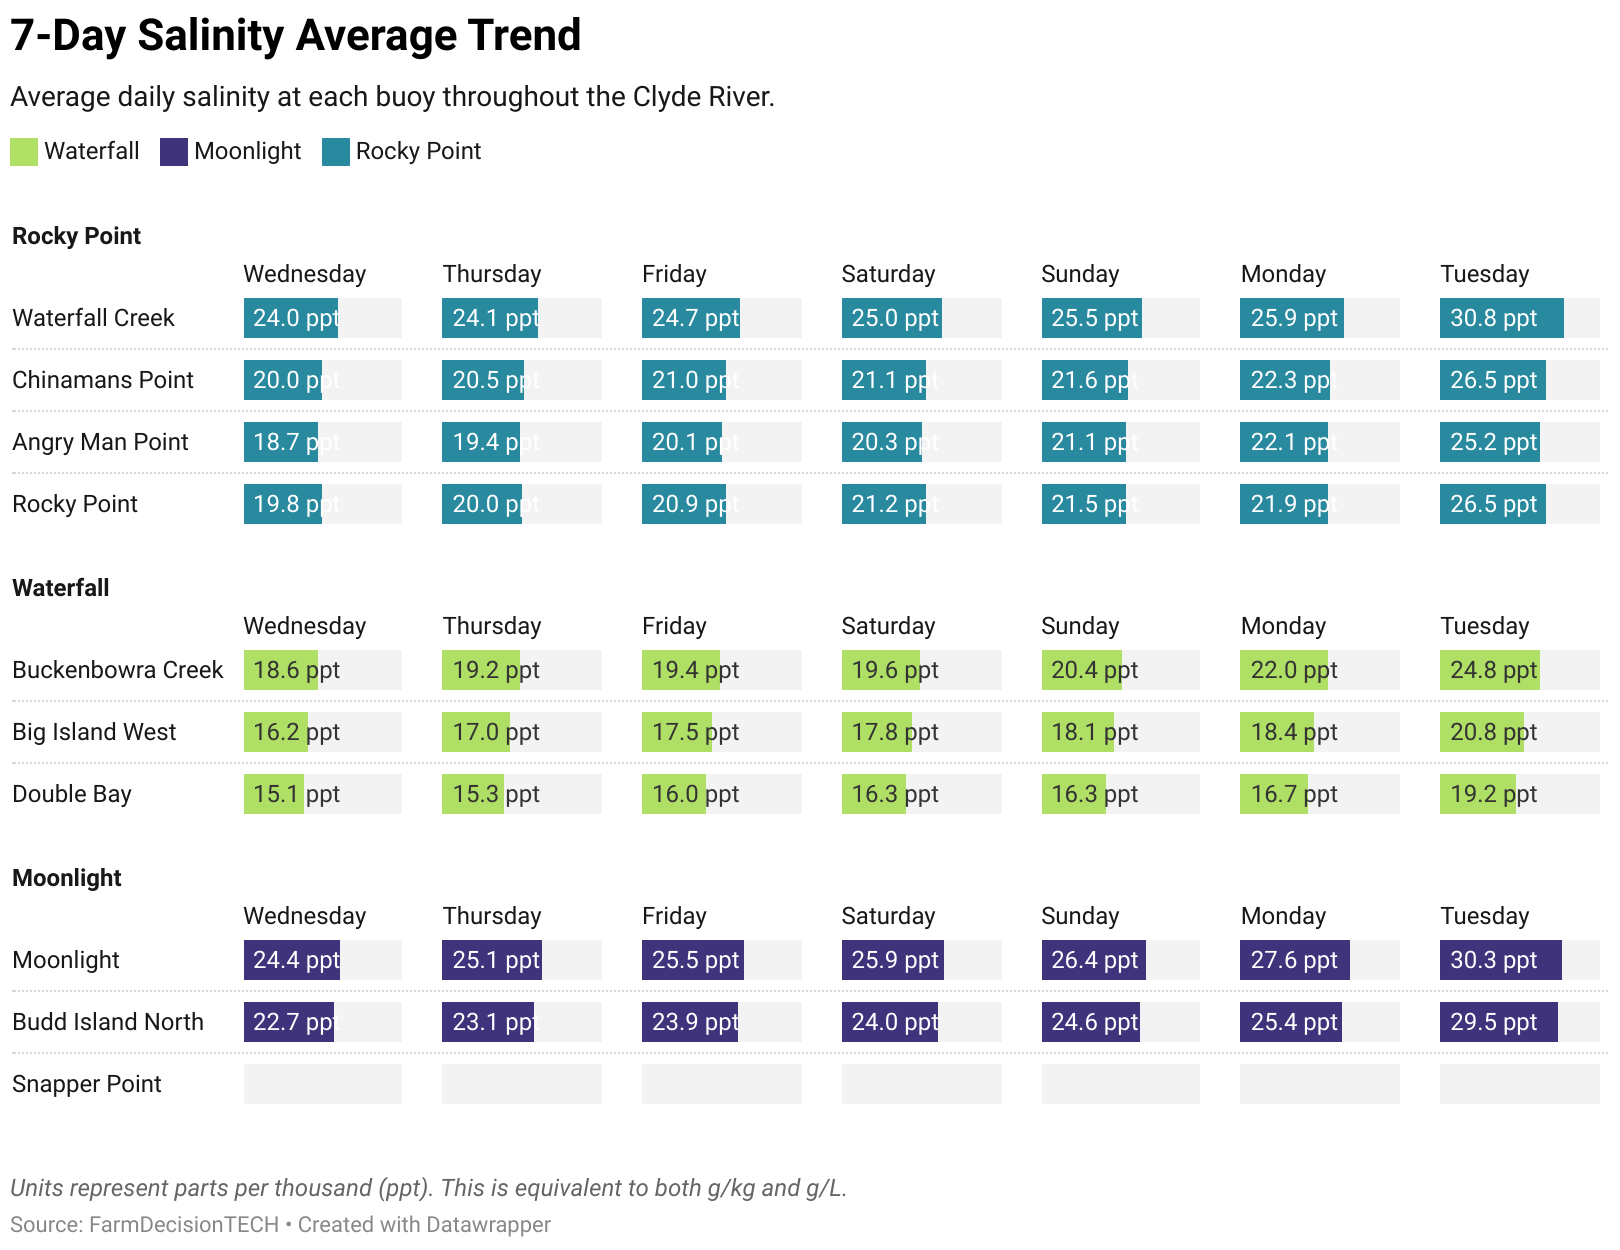 7-Day Salinity Average Trend
Average daily salinity at each buoy throughout the Clyde River.
Waterfall Moonlight Rocky Point
Rocky Point
Wednesday Thursday Friday Saturday Sunday Monday Tuesday
Waterfall Creek 24.0 ppt 24.1 ppt 24.7 ppt 25.0 ppt 25.5 ppt 25.9 ppt 30.8 ppt
Chinamans Point 20.0 ppt 20.5 ppt 21.0 ppt 21.1 ppt 21.6 ppt 22.3 ppt 26.5 ppt
Angry Man Point 18.7 ppt 19.4 ppt 20.1 ppt 20.3 ppt 21.1 ppt 22.1 ppt 25.2 ppt
Rocky Point 19.8 ppt 20.0 ppt 20.9 ppt 21.2 ppt 21.5 ppt 21.9 ppt 26.5 ppt
Waterfall
Wednesday Thursday Friday Saturday Sunday Monday Tuesday
Buckenbowra Creek 18.6 ppt 19.2 ppt 19.4 ppt 19.6 ppt 20.4 ppt 22.0 ppt 24.8 ppt
Big Island West 16.2 ppt 17.0 ppt 17.5 ppt 17.8 ppt 18.1 ppt 18.4 ppt 20.8 ppt
Double Bay 15.1 ppt 15.3 ppt 16.0 ppt 16.3 ppt 16.3 ppt 16.7 ppt 19.2 ppt
Moonlight
Wednesday Thursday Friday Saturday Sunday Monday Tuesday
Moonlight 24.4 ppt 25.1 ppt 25.5 ppt 25.9 ppt 26.4 ppt 27.6 ppt 30.3 ppt
Budd Island North 22.7 ppt 23.1 ppt 23.9 ppt 24.0 ppt 24.6 ppt 25.4 ppt 29.5 ppt
Snapper Point
Units represent parts per thousand (ppt). This is equivalent to both g/kg and g/L.
Source: FarmDecisionTECH • Created with Datawrapper